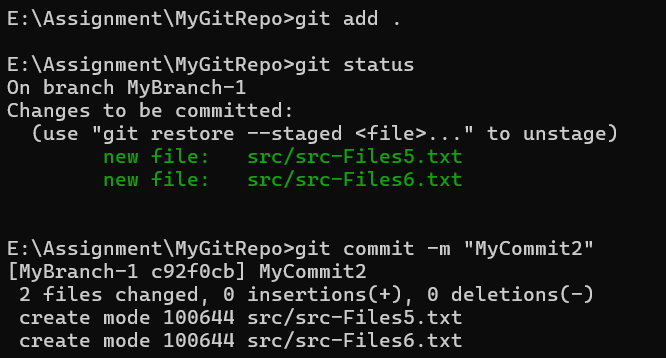 E:\Assignment\MyGitRepo>git add .
E:\Assignment\MyGitRepo>git status
On branch MyBranch-1
Changes to be committed:
  (use "git restore --staged <file>..." to unstage)
        new file:   src/src-Files5.txt
        new file:   src/src-Files6.txt
E:\Assignment\MyGitRepo>git commit -m "MyCommit2"
[MyBranch-1 c92f0cb] MyCommit2
 2 files changed, 0 insertions(+), 0 deletions(-)
 create mode 100644 src/src-Files5.txt
 create mode 100644 src/src-Files6.txt